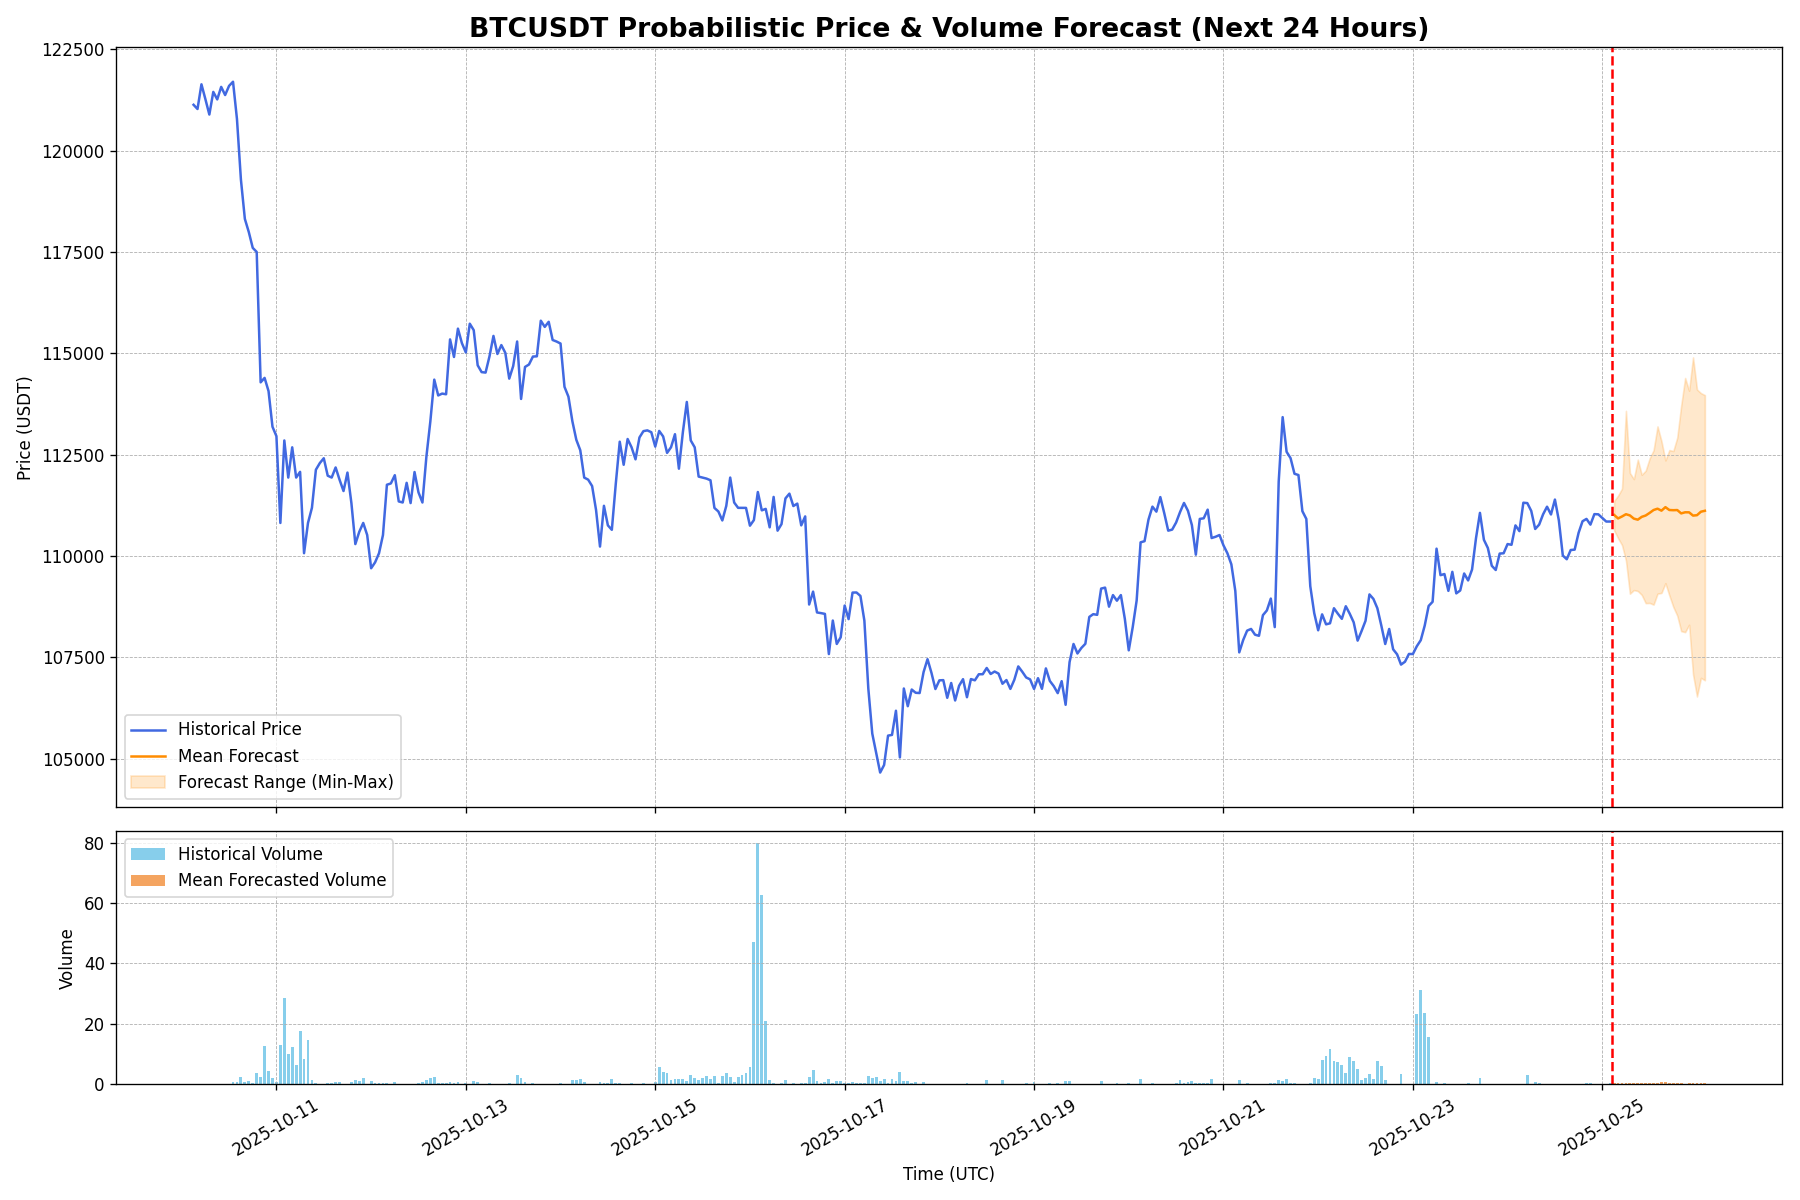 BTCUSDT Probabilistic Price & Volume Forecast (Next 24 Hours)
122500
120000
117500
115000
112500
110000
107500
105000
Price (USDT)
Historical Price
Mean Forecast
Forecast Range (Min-Max)
80
60
40
20
0
Volume
Historical Volume
Mean Forecasted Volume
2025-10-11
2025-10-13
2025-10-15
2025-10-17
2025-10-19
2025-10-21
2025-10-23
2025-10-25
Time (UTC)